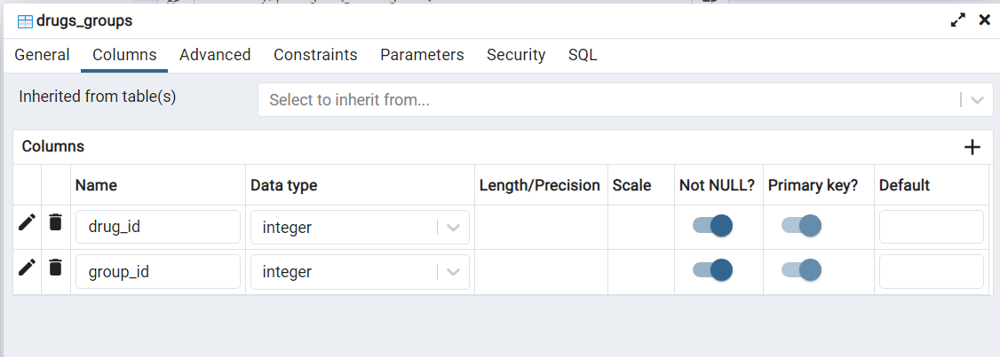 drugs_groups
General Columns Advanced Constraints Parameters Security SQL
Inherited from table(s) Select to inherit from...
Columns
Name Data type Length/Precision Scale Not NULL? Primary key? Default
drug_id integer
group_id integer